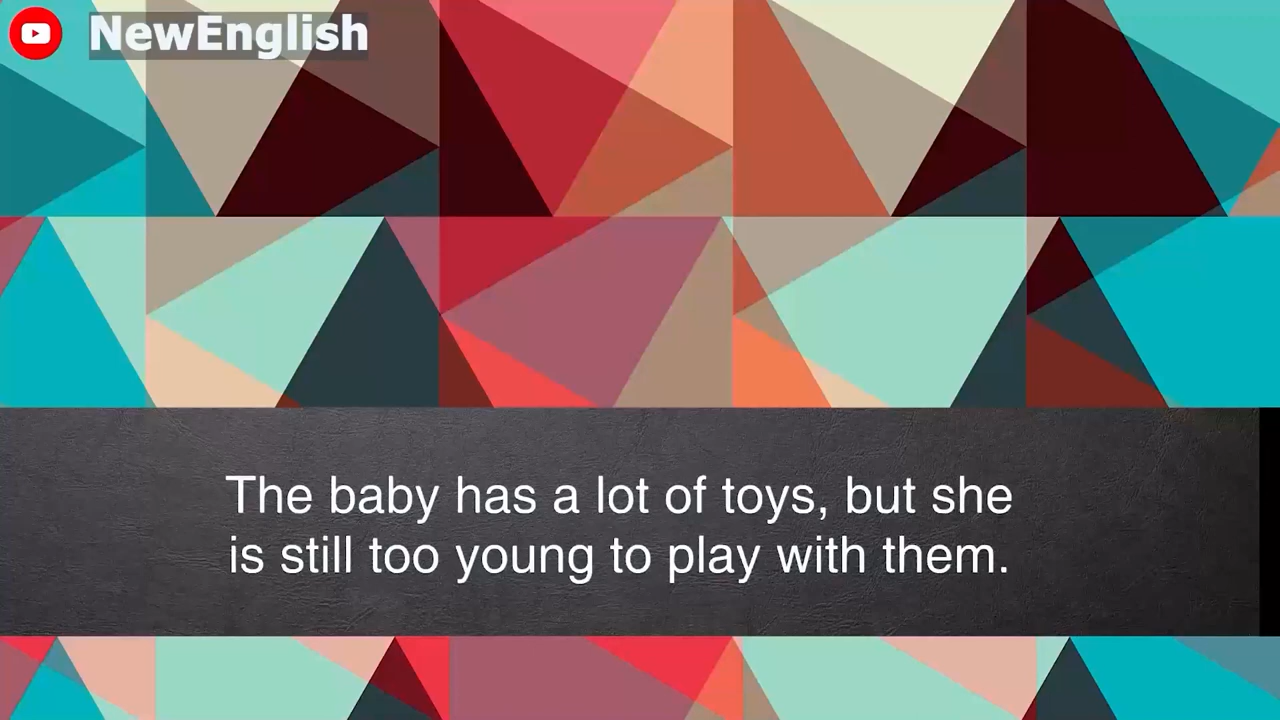 NewEnglish
The baby has a lot of toys, but she
is still too young to play with them.